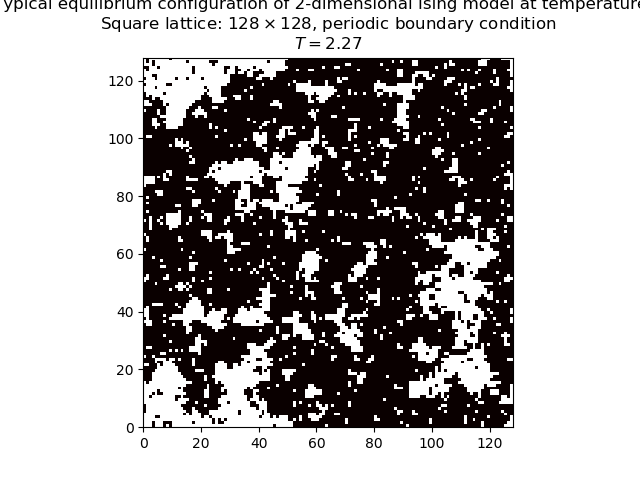 ypical equilibrium configuration of 2-dimensional Ising model at temperature
Square lattice: 128 × 128, periodic boundary condition
T = 2.27
120
100
80
60
40
20
0
0 20 40 60 80 100 120